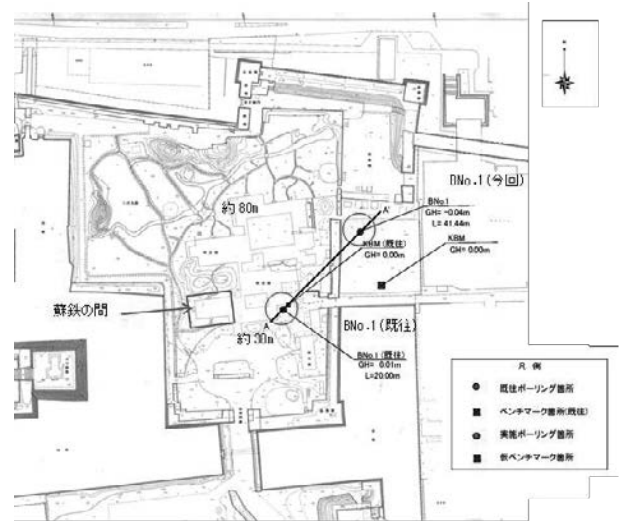 BNo.1(今回)
BNo.1
GH= -0.04m
L= 41.44m
A'
約80m
KBM(既往)
GH= 0.00m
KBM
GH= 0.00m
蘇鉄の間
A
約30m
BNo.1(既往)
BNo.1(既往)
GH= 0.01m
L=20.00m
凡 例
既往ボーリング箇所
ベンチマーク箇所(既往)
実施ボーリング箇所
仮ベンチマーク箇所